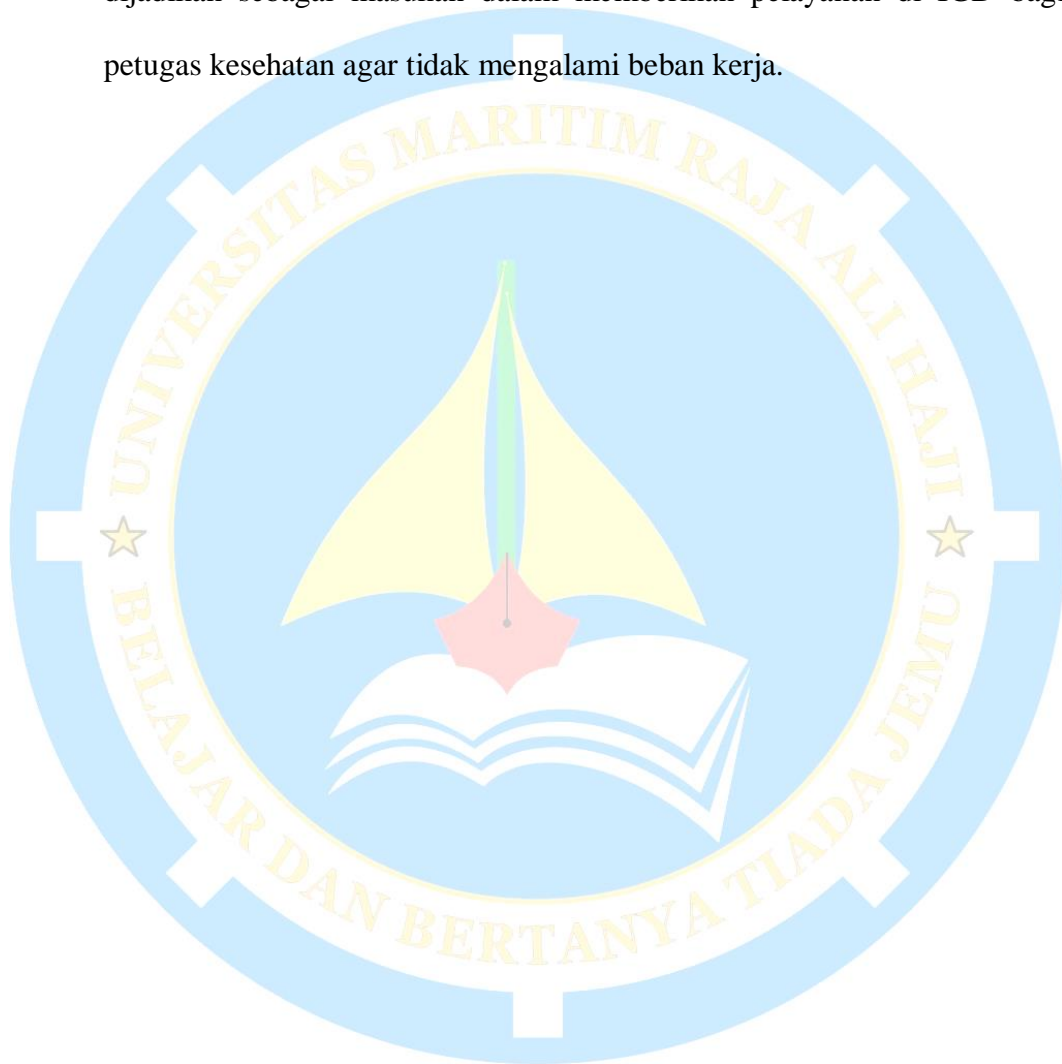 dijadikan sebagai masukan dalam memberikan pelayanan di IGD bagi
petugas kesehatan agar tidak mengalami beban kerja.
UNIVERSITAS MARITIM RAJA ALI HAJI
BELAJAR DAN BERTANYA TIADA JEMU